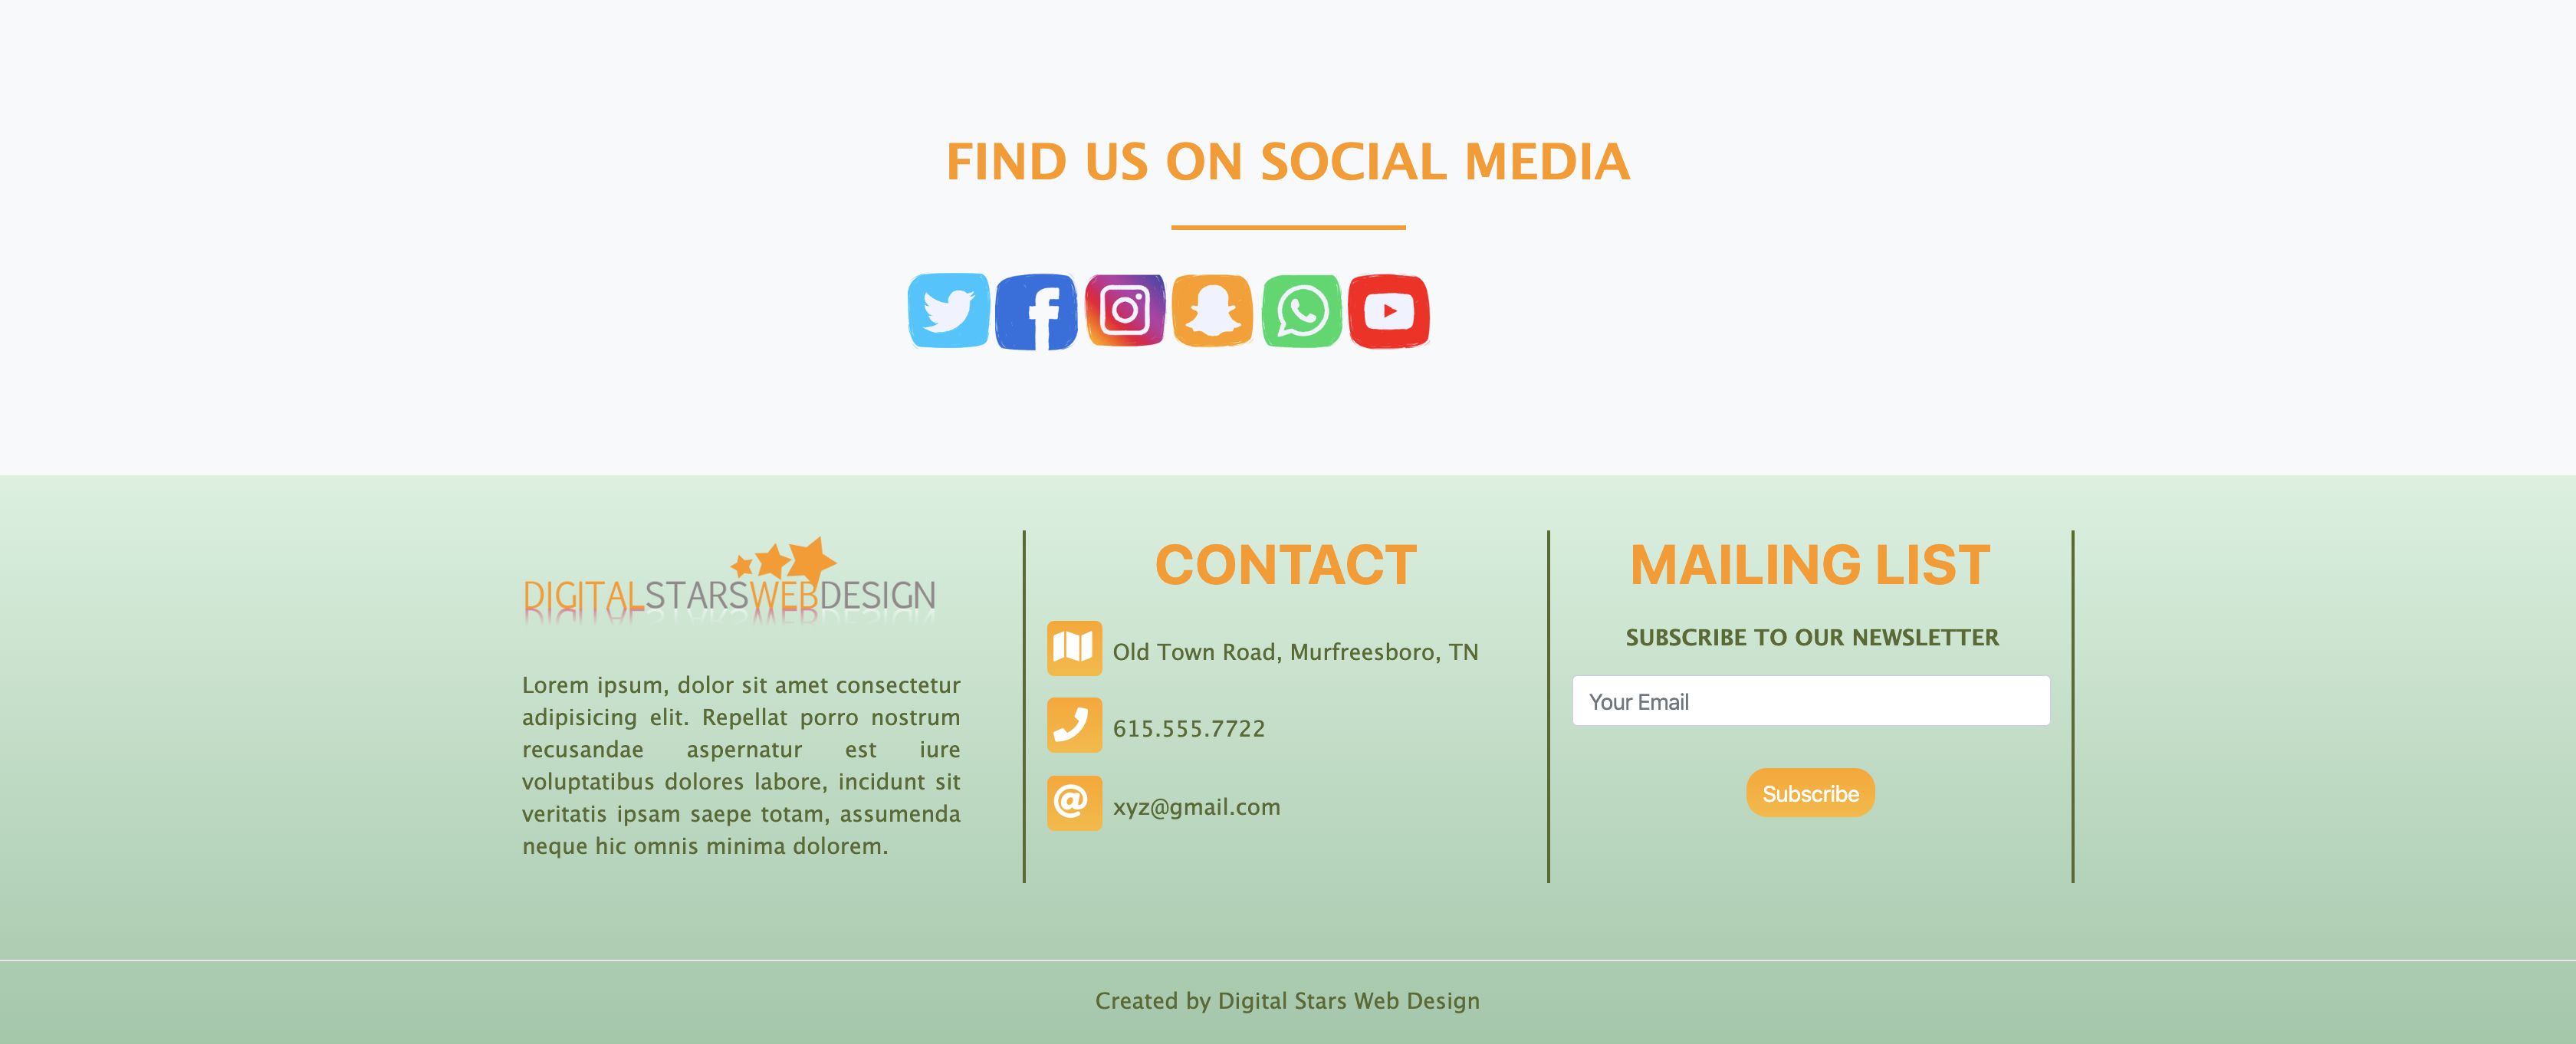 FIND US ON SOCIAL MEDIA
DIGITALSTARSWEBDESIGN
Lorem ipsum, dolor sit amet consectetur
adipisicing elit. Repellat porro nostrum
recusandae aspernatur est iure
voluptatibus dolores labore, incidunt sit
veritatis ipsam saepe totam, assumenda
neque hic omnis minima dolorem.
CONTACT
Old Town Road, Murfreesboro, TN
615.555.7722
xyz@gmail.com
MAILING LIST
SUBSCRIBE TO OUR NEWSLETTER
Your Email
Subscribe
Created by Digital Stars Web Design